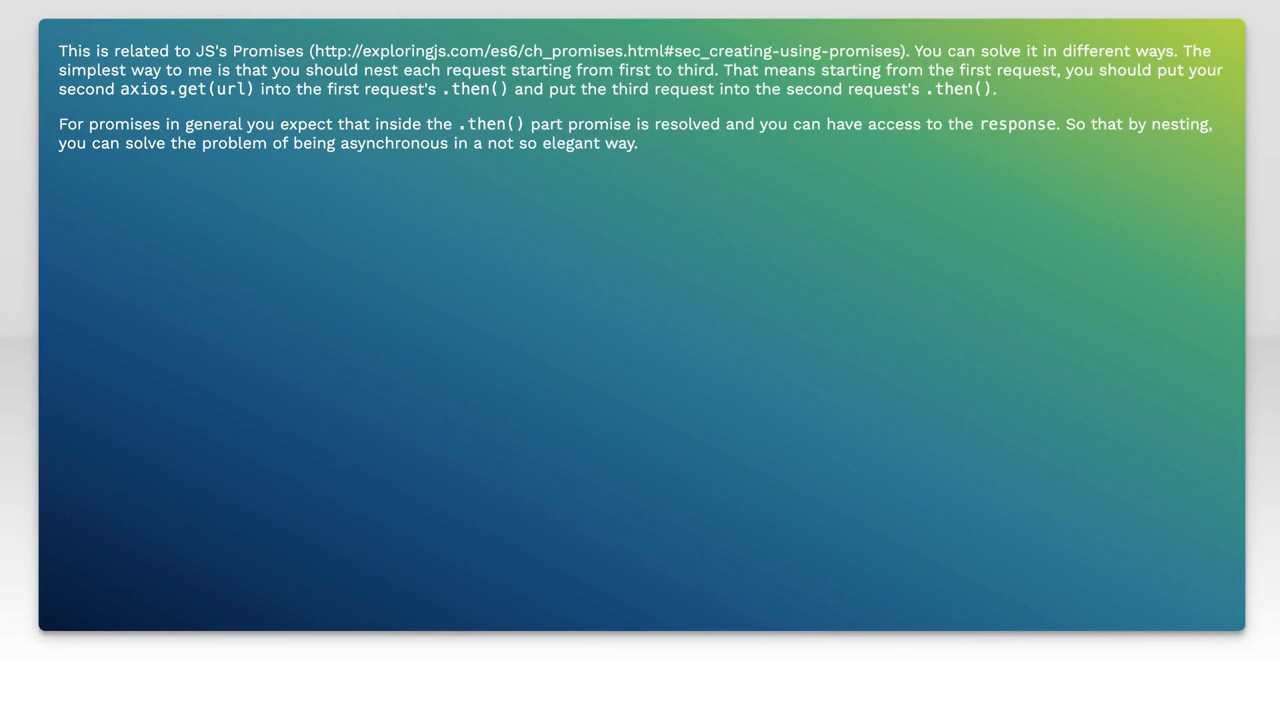 This is related to JS's Promises (http://exploringjs.com/es6/ch_promises.html#sec_creating-using-promises). You can solve it in different ways. The
simplest way to me is that you should nest each request starting from first to third. That means starting from the first request, you should put your
second axios.get(url) into the first request's .then() and put the third request into the second request's .then().
For promises in general you expect that inside the .then() part promise is resolved and you can have access to the response. So that by nesting,
you can solve the problem of being asynchronous in a not so elegant way.